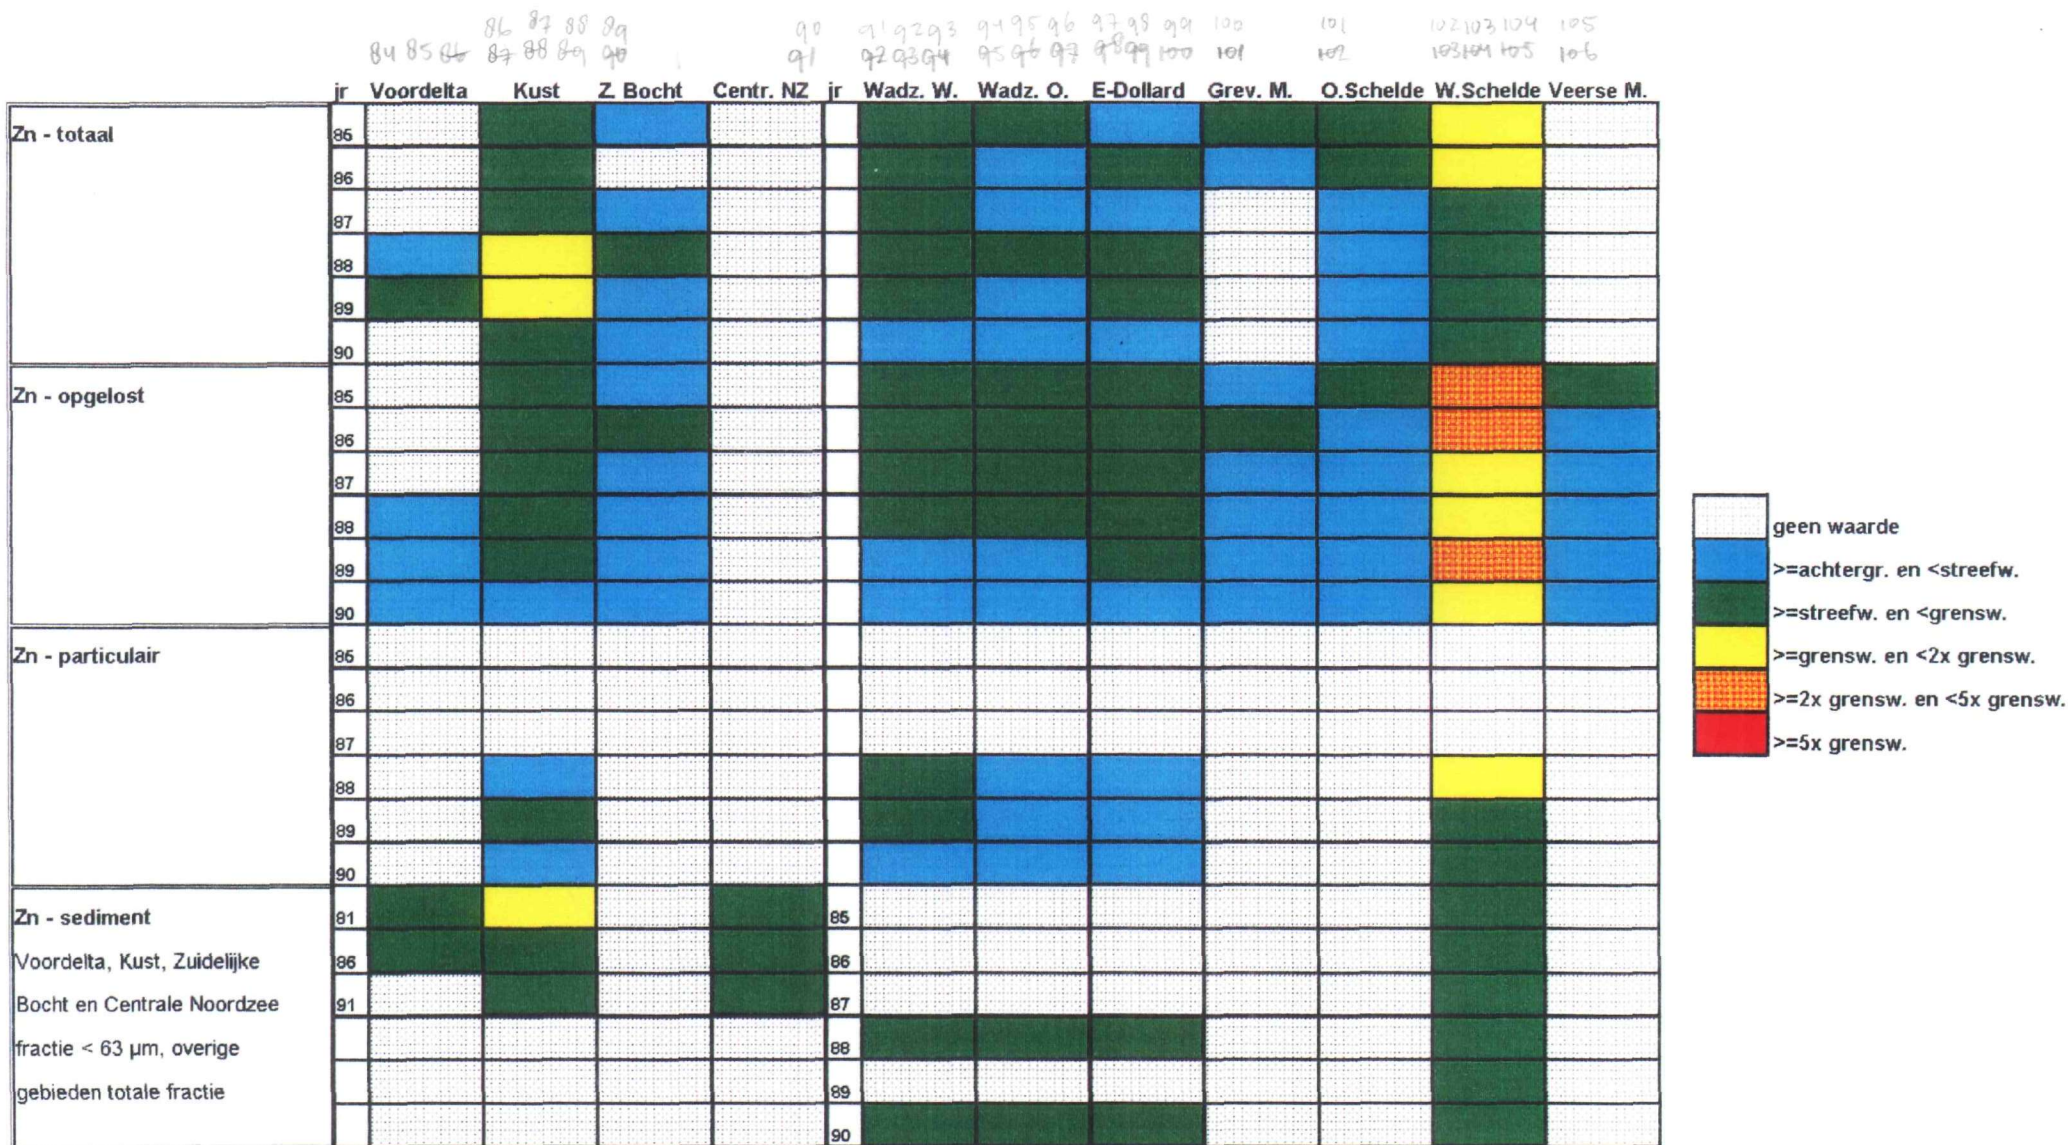 86 87 88 89 90 91 92 93 94 95 96 97 98 99 100 101 102 103 104 105
84 85 86 87 88 89 90 91 92 93 94 95 96 97 98 99 100 101 102 103 104 105 106
jr Voordelta Kust Z. Bocht Centr. NZ jr Wadz. W. Wadz. O. E-Dollard Grev. M. O.Schelde W.Schelde Veerse M.
Zn - totaal
85
86
87
88
89
90
Zn - opgelost
85
86
87
88
89
90
Zn - particulair
85
86
87
88
89
90
Zn - sediment
81 85
Voordelta, Kust, Zuidelijke
86 86
Bocht en Centrale Noordzee
91 87
fractie < 63 µm, overige
88
gebieden totale fractie
89
90
geen waarde
>=achtergr. en <streefw.
>=streefw. en <grensw.
>=grensw. en <2x grensw.
>=2x grensw. en <5x grensw.
>=5x grensw.